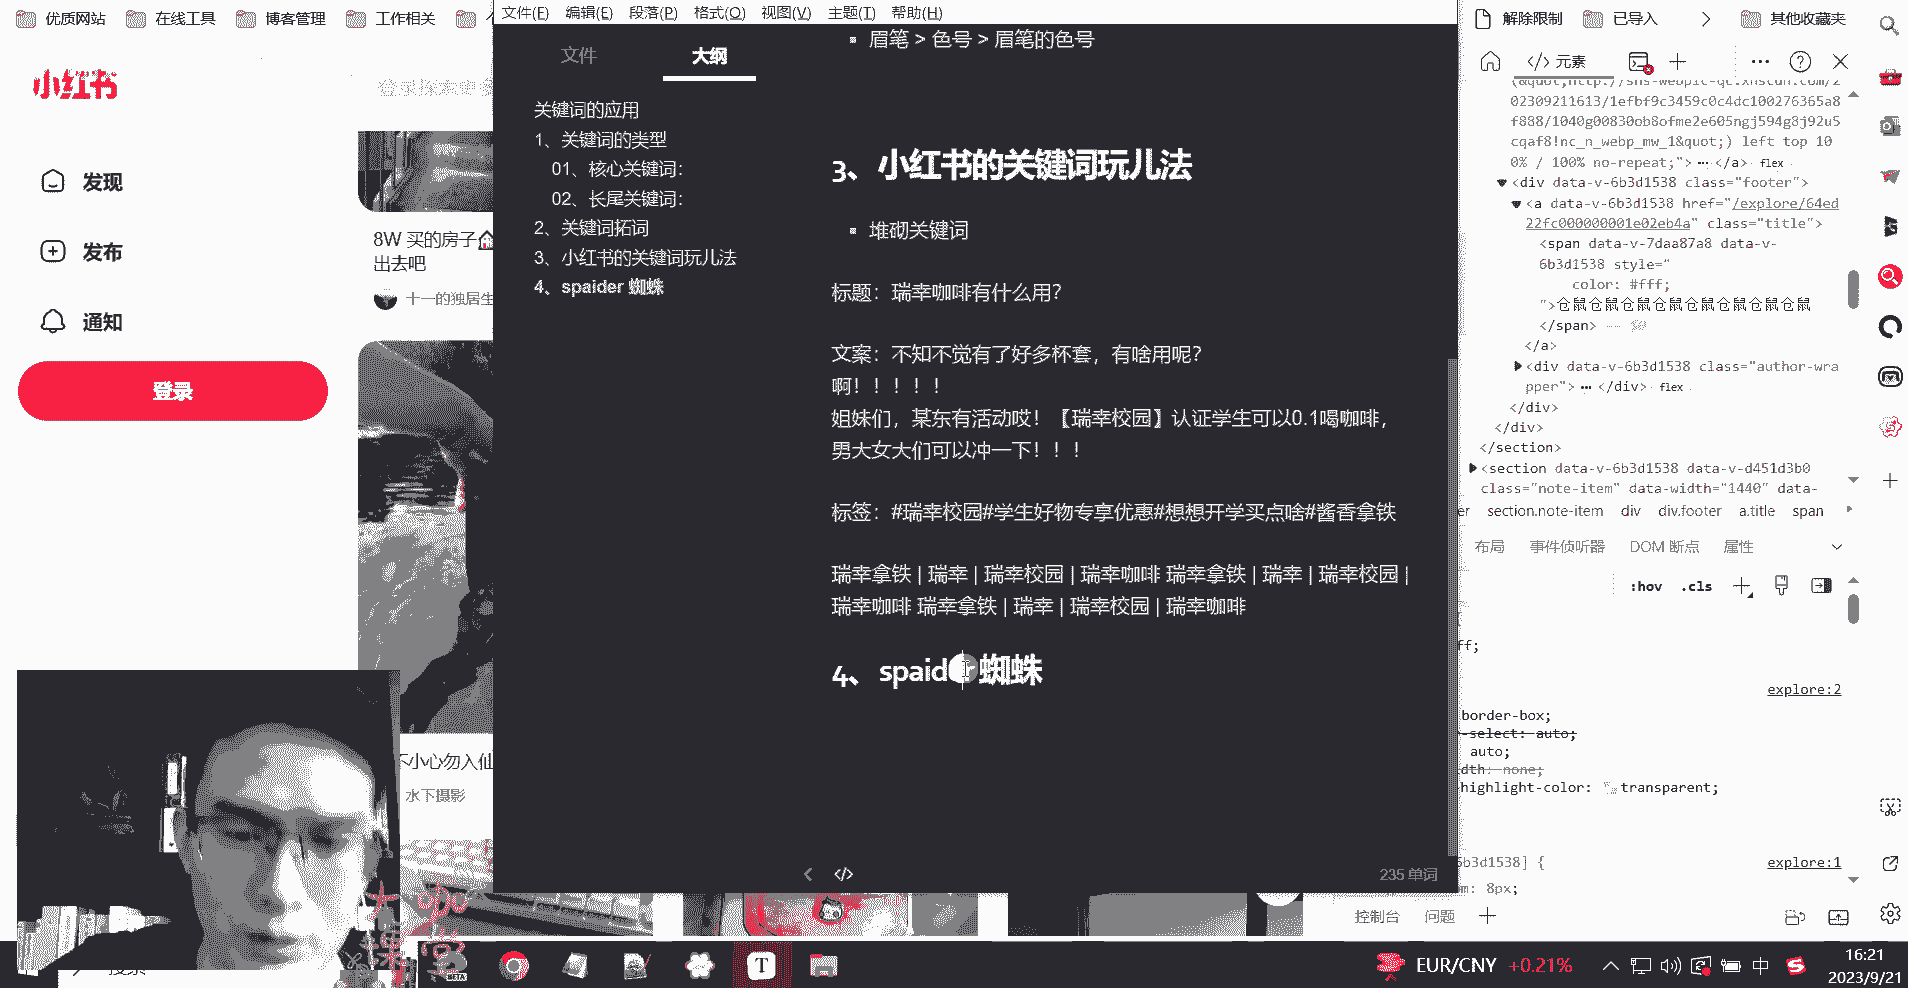 优质网站
在线工具
博客管理
工作相关
文件(F) 编辑(E) 段落(P) 格式(O) 视图(V) 主题(T) 帮助(H)
解除限制
已导入
其他收藏夹
小红书
发现
发布
通知
登录
8W 买的房子
出去吧
十一的独居生
不小心勿入仙
水下摄影
文件
大纲
关键词的应用
1、关键词的类型
01、核心关键词：
02、长尾关键词：
2、关键词拓词
3、小红书的关键词玩儿法
4、spaider 蜘蛛
眉笔 > 色号 > 眉笔的色号
3、小红书的关键词玩儿法
堆砌关键词
标题：瑞幸咖啡有什么用？
文案：不知不觉有了好多杯套，有啥用呢？
啊！！！！！
姐妹们，某东有活动哎！【瑞幸校园】认证学生可以0.1喝咖啡，
男大女大们可以冲一下！！！
标签：#瑞幸校园#学生好物专享优惠#想想开学买点啥#酱香拿铁
瑞幸拿铁 | 瑞幸 | 瑞幸校园 | 瑞幸咖啡 瑞幸拿铁 | 瑞幸 | 瑞幸校园 |
瑞幸咖啡 瑞幸拿铁 | 瑞幸 | 瑞幸校园 | 瑞幸咖啡
4、spaider 蜘蛛
235 单词
元素
02309211613/1efbf9c3459c0c4dc100276365a8
f888/1040g00830ob8ofme2e605ngj594g8j92u5
cqaf8!nc_n_webp_mw_1&quot;) left top 10
0% / 100% no-repeat;"> ⋯ </a> flex
<div data-v-6b3d1538 class="footer">
<a data-v-6b3d1538 href="/explore/64ed
22fc000000001e02eb4a" class="title">
<span data-v-7daa87a8 data-v-
6b3d1538 style="
color: #fff;
">仓鼠仓鼠仓鼠仓鼠仓鼠仓鼠仓鼠仓鼠
</span> == $0
</a>
<div data-v-6b3d1538 class="author-wra
pper"> ⋯ </div> flex
</div>
</div>
</section>
<section data-v-6b3d1538 data-v-d451d3b0
class="note-item" data-width="1440" data-
er section.note-item div div.footer a.title span
布局 事件侦听器 DOM 断点 属性
:hov .cls
ff;
explore:2
border-box;
-select: auto;
auto;
dth: none;
highlight-color: transparent;
6b3d1538] {
explore:1
m: 8px;
控制台 问题
BETA
EUR/CNY +0.21%
中
16:21
2023/9/21